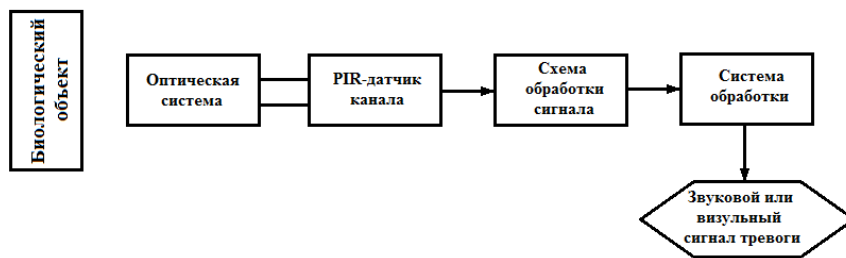 Биологический
объект
Оптическая
система
PIR-датчик
канала
Схема
обработки
сигнала
Система
обработки
Звуковой или
визульный
сигнал тревоги